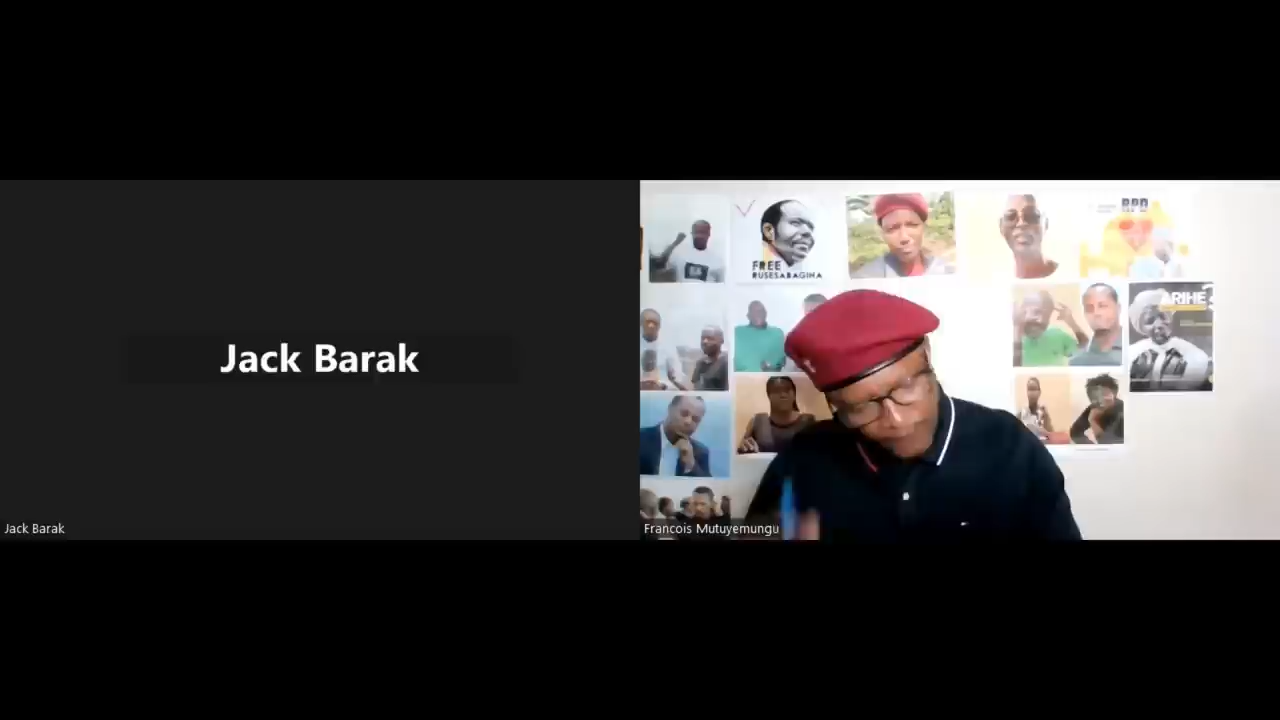 Jack Barak
Jack Barak
FREE
RUSESABAGINA
RPD
ARIHE?
Francois Mutuyemungu